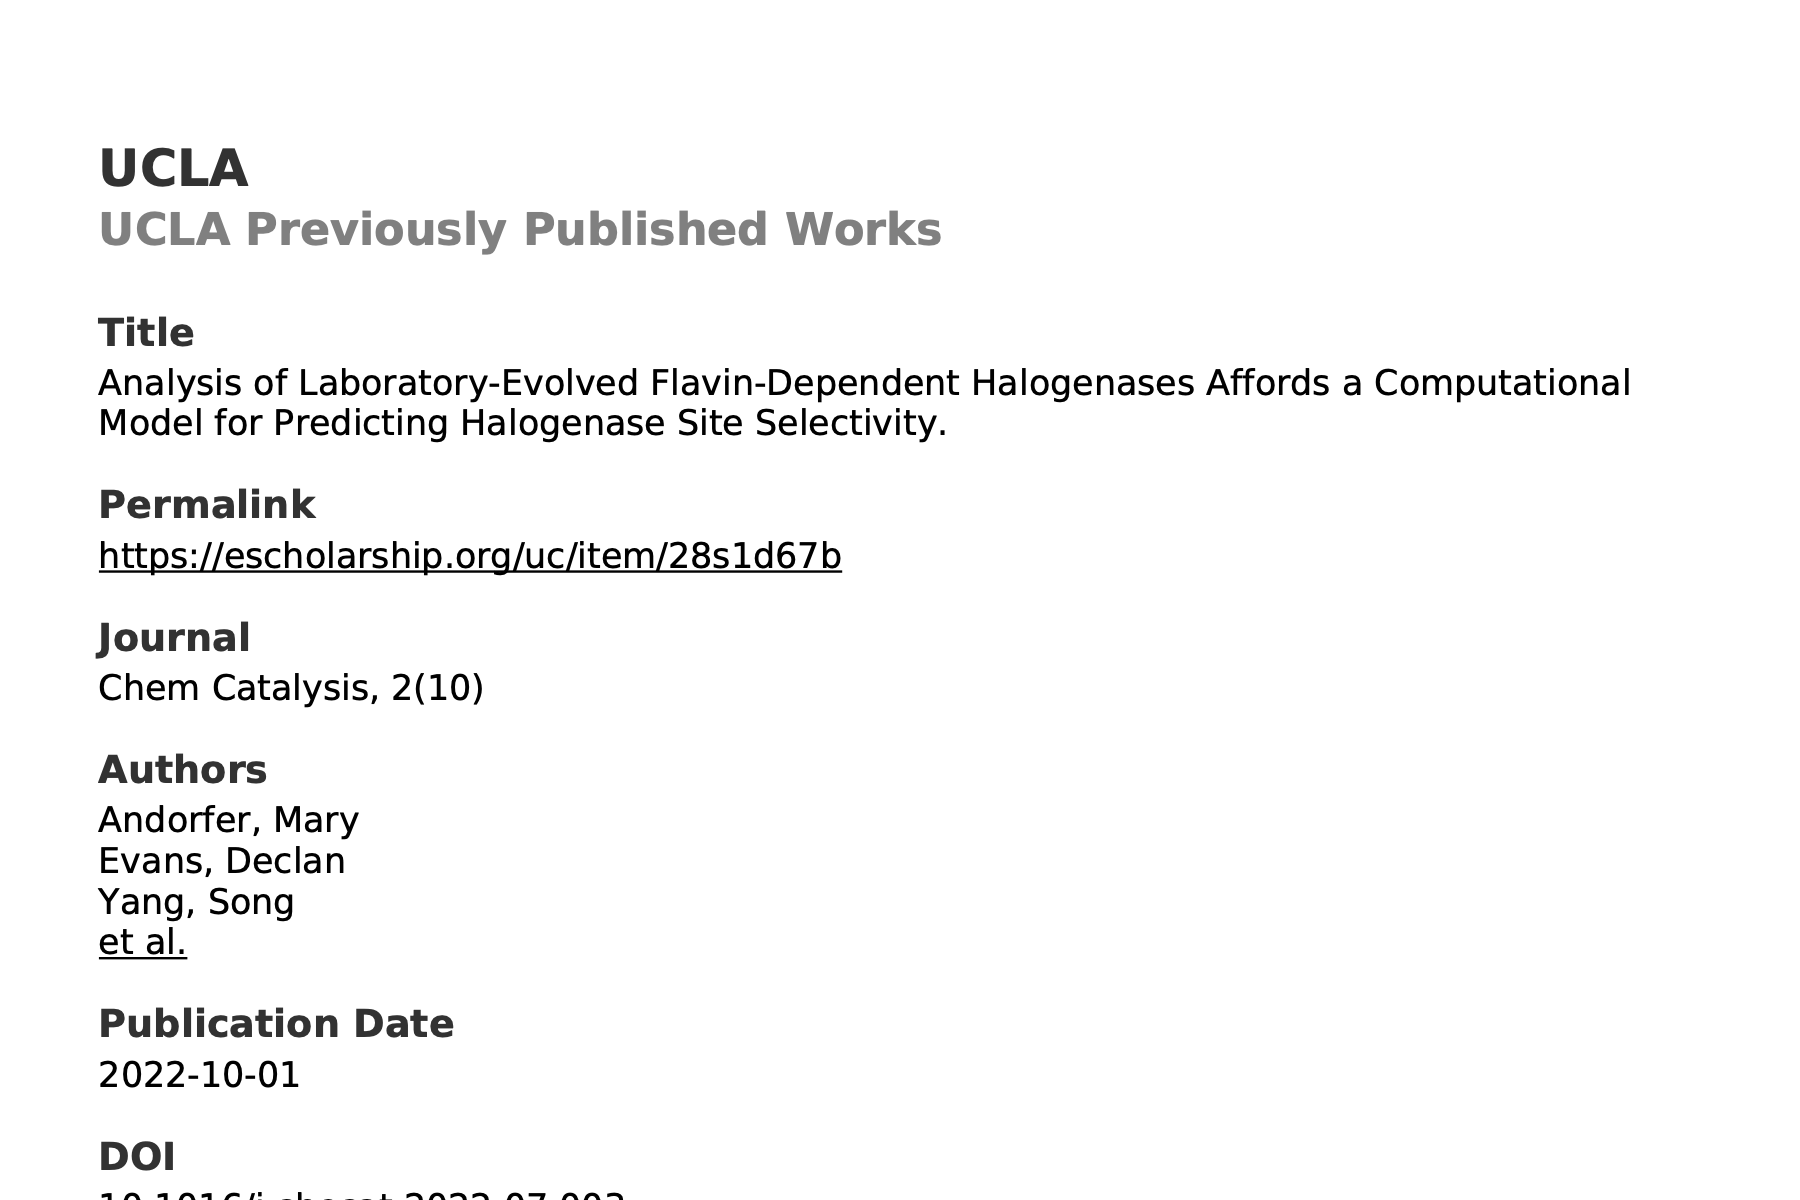 UCLA
UCLA Previously Published Works
Title
Analysis of Laboratory-Evolved Flavin-Dependent Halogenases Affords a Computational
Model for Predicting Halogenase Site Selectivity.
Permalink
https://escholarship.org/uc/item/28s1d67b
Journal
Chem Catalysis, 2(10)
Authors
Andorfer, Mary
Evans, Declan
Yang, Song
et al.
Publication Date
2022-10-01
DOI